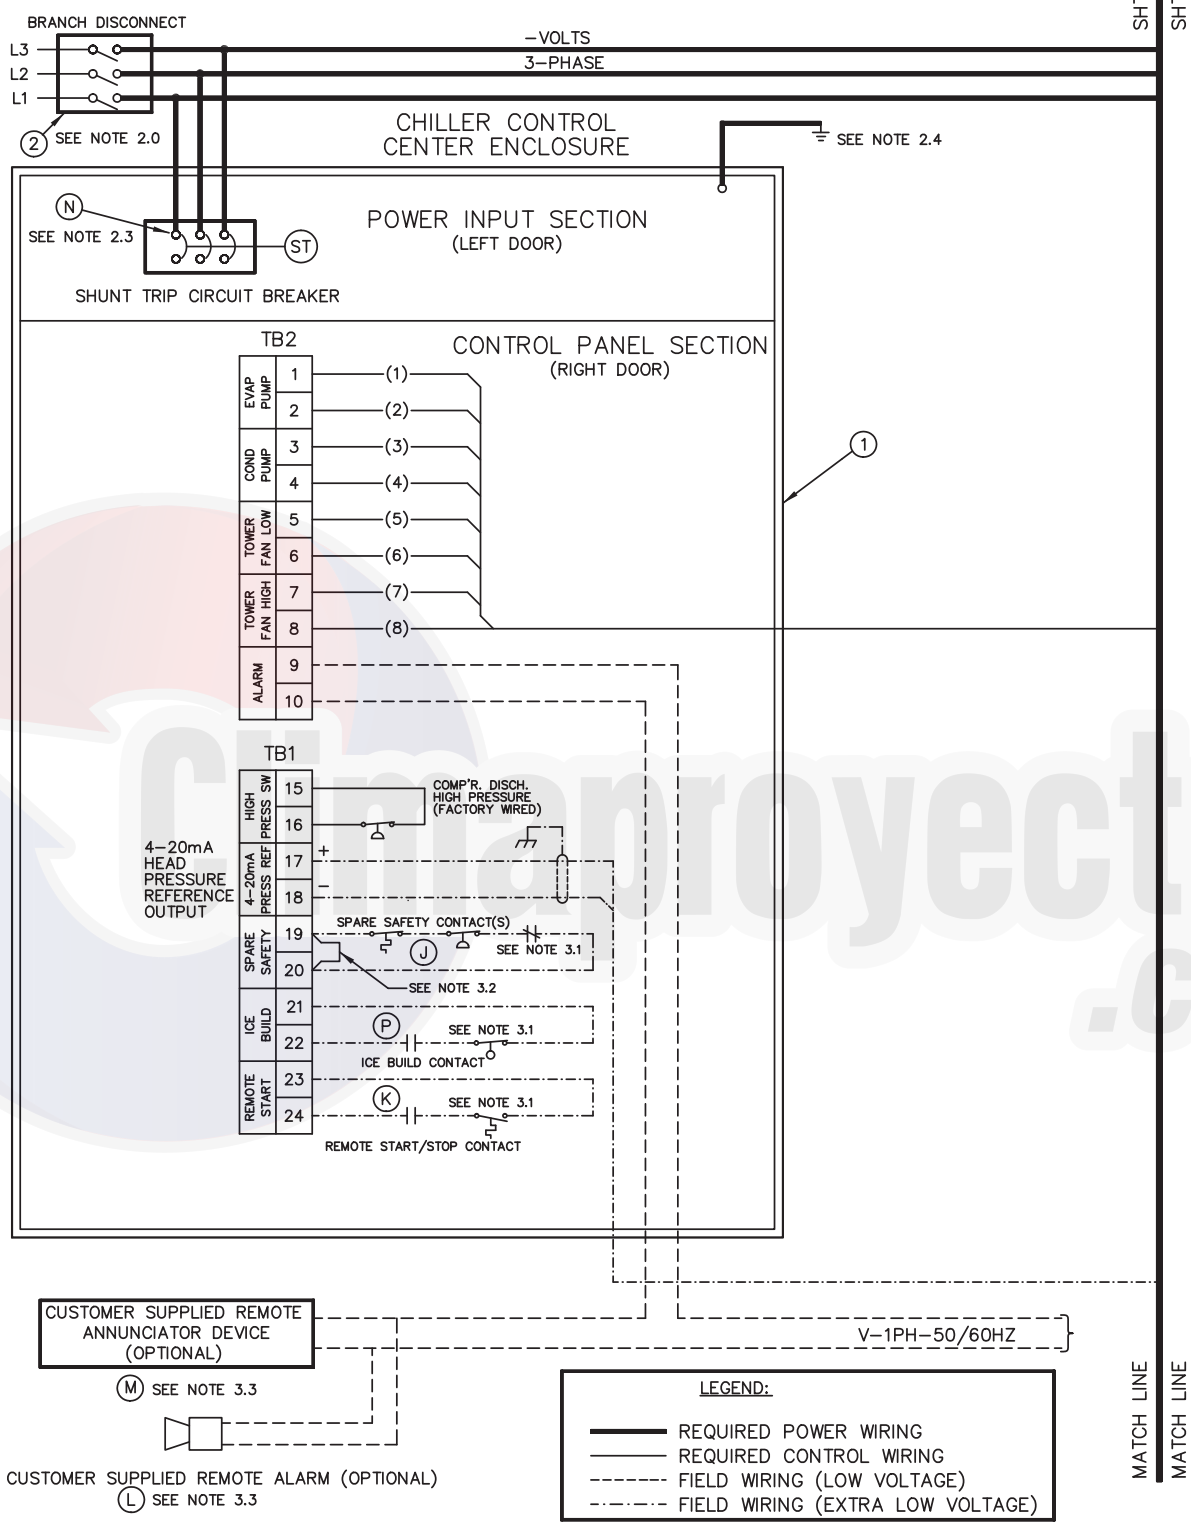 BRANCH DISCONNECT
L3
L2
L1
-VOLTS
3-PHASE
2
SEE NOTE 2.0
CHILLER CONTROL
CENTER ENCLOSURE
SEE NOTE 2.4
N
SEE NOTE 2.3
ST
POWER INPUT SECTION
(LEFT DOOR)
SHUNT TRIP CIRCUIT BREAKER
TB2
CONTROL PANEL SECTION
(RIGHT DOOR)
EVAP
PUMP
1
(1)
2
(2)
COND
PUMP
3
(3)
4
(4)
TOWER
FAN LOW
5
(5)
6
(6)
TOWER
FAN HIGH
7
(7)
8
(8)
ALARM
9
10
1
TB1
HIGH
PRESS SW
15
16
COMP'R. DISCH.
HIGH PRESSURE
(FACTORY WIRED)
4-20mA
HEAD
PRESSURE
REFERENCE
OUTPUT
4-20mA
PRESS REF
17
+
18
-
SPARE
SAFETY
19
20
SPARE SAFETY CONTACT(S)
J
SEE NOTE 3.1
SEE NOTE 3.2
ICE
BUILD
21
22
P
SEE NOTE 3.1
ICE BUILD CONTACT
REMOTE
START
23
24
K
SEE NOTE 3.1
REMOTE START/STOP CONTACT
Climaproyect
.c
CUSTOMER SUPPLIED REMOTE
ANNUNCIATOR DEVICE
(OPTIONAL)
M
SEE NOTE 3.3
V-1PH-50/60HZ
CUSTOMER SUPPLIED REMOTE ALARM (OPTIONAL)
L
SEE NOTE 3.3
LEGEND:
REQUIRED POWER WIRING
REQUIRED CONTROL WIRING
FIELD WIRING (LOW VOLTAGE)
FIELD WIRING (EXTRA LOW VOLTAGE)
MATCH LINE
MATCH LINE